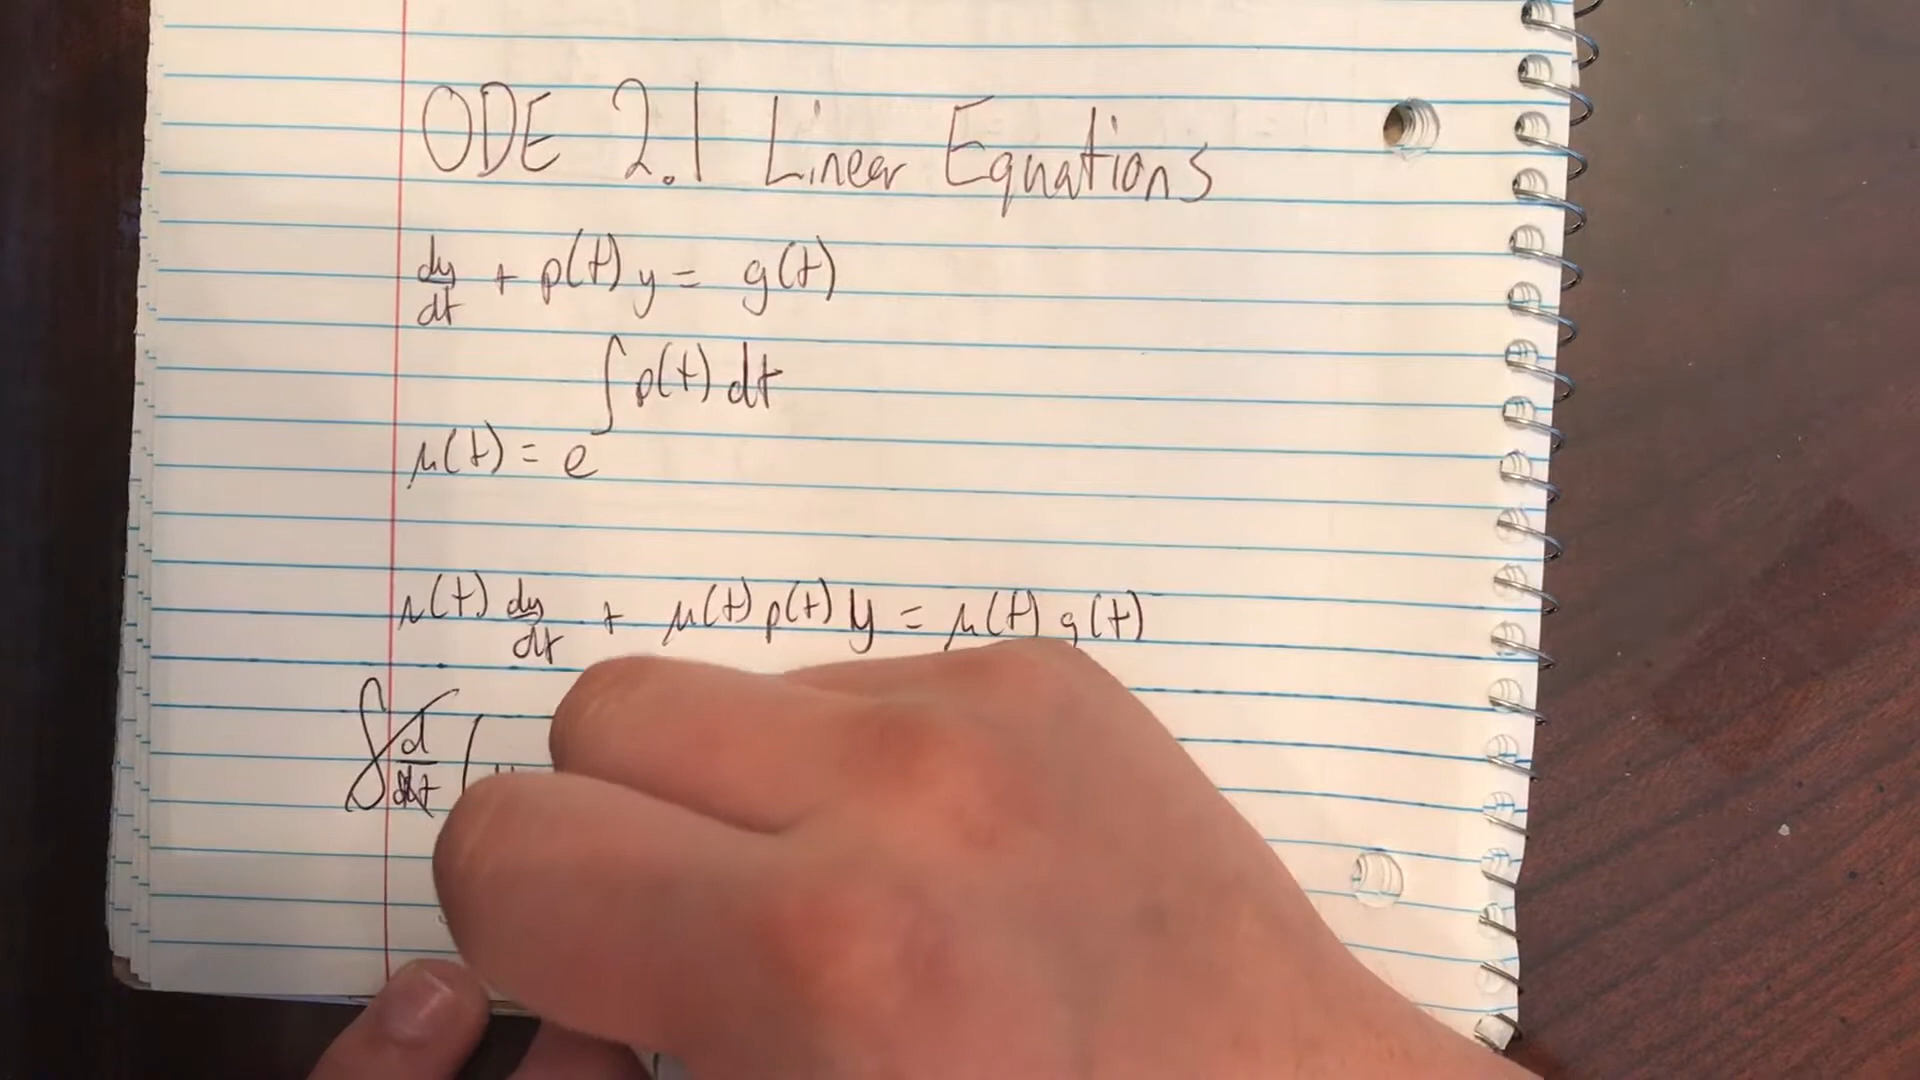 ODE 2.1 Linear Equations
dy/dt + p(t) y = g(t)
μ(t) = e^∫p(t) dt
μ(t) dy/dt + μ(t) p(t) y = μ(t) g(t)
∫ d/dt (